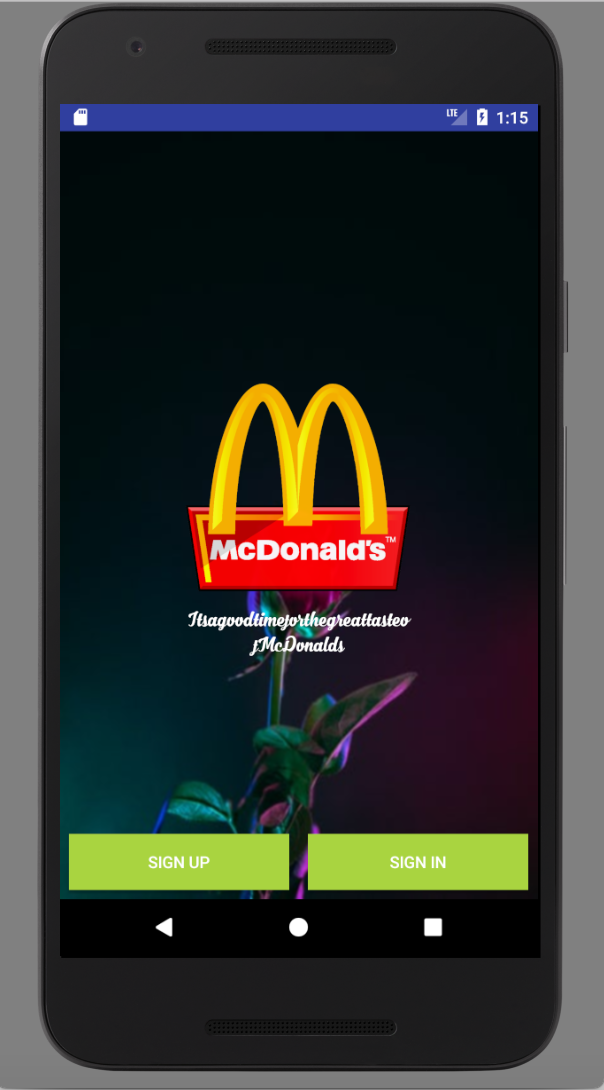 LTE 1:15
McDonald's™
Itsagoodtimeforthegreattasteo
fMcDonalds
SIGN UP SIGN IN